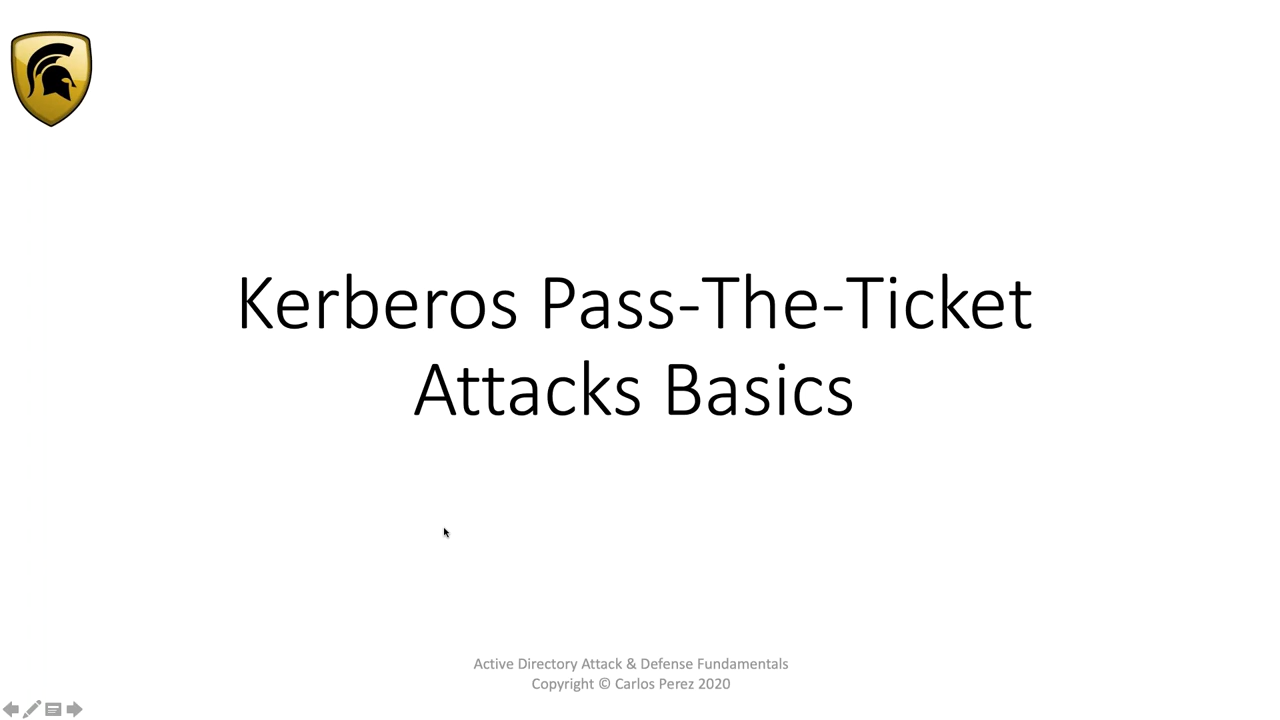 Kerberos Pass-The-Ticket
Attacks Basics
Active Directory Attack & Defense Fundamentals
Copyright © Carlos Perez 2020